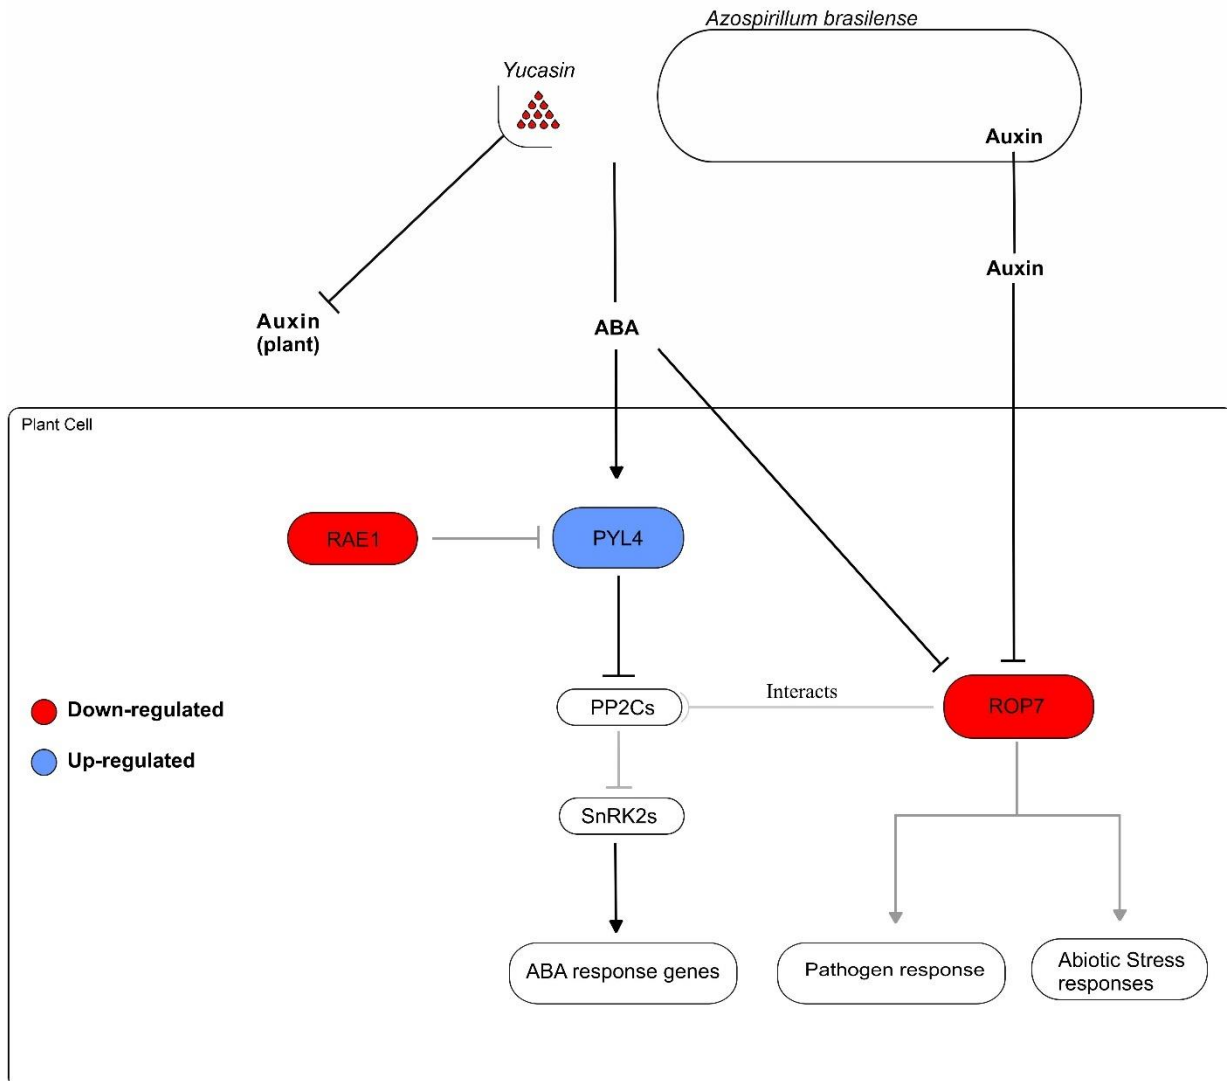 Azospirillum brasilense
Yucasin
Auxin
Auxin
Auxin
(plant)
ABA
Plant Cell
RAE1
PYL4
Down-regulated
Up-regulated
PP2Cs
Interacts
ROP7
SnRK2s
ABA response genes
Pathogen response
Abiotic Stress
responses